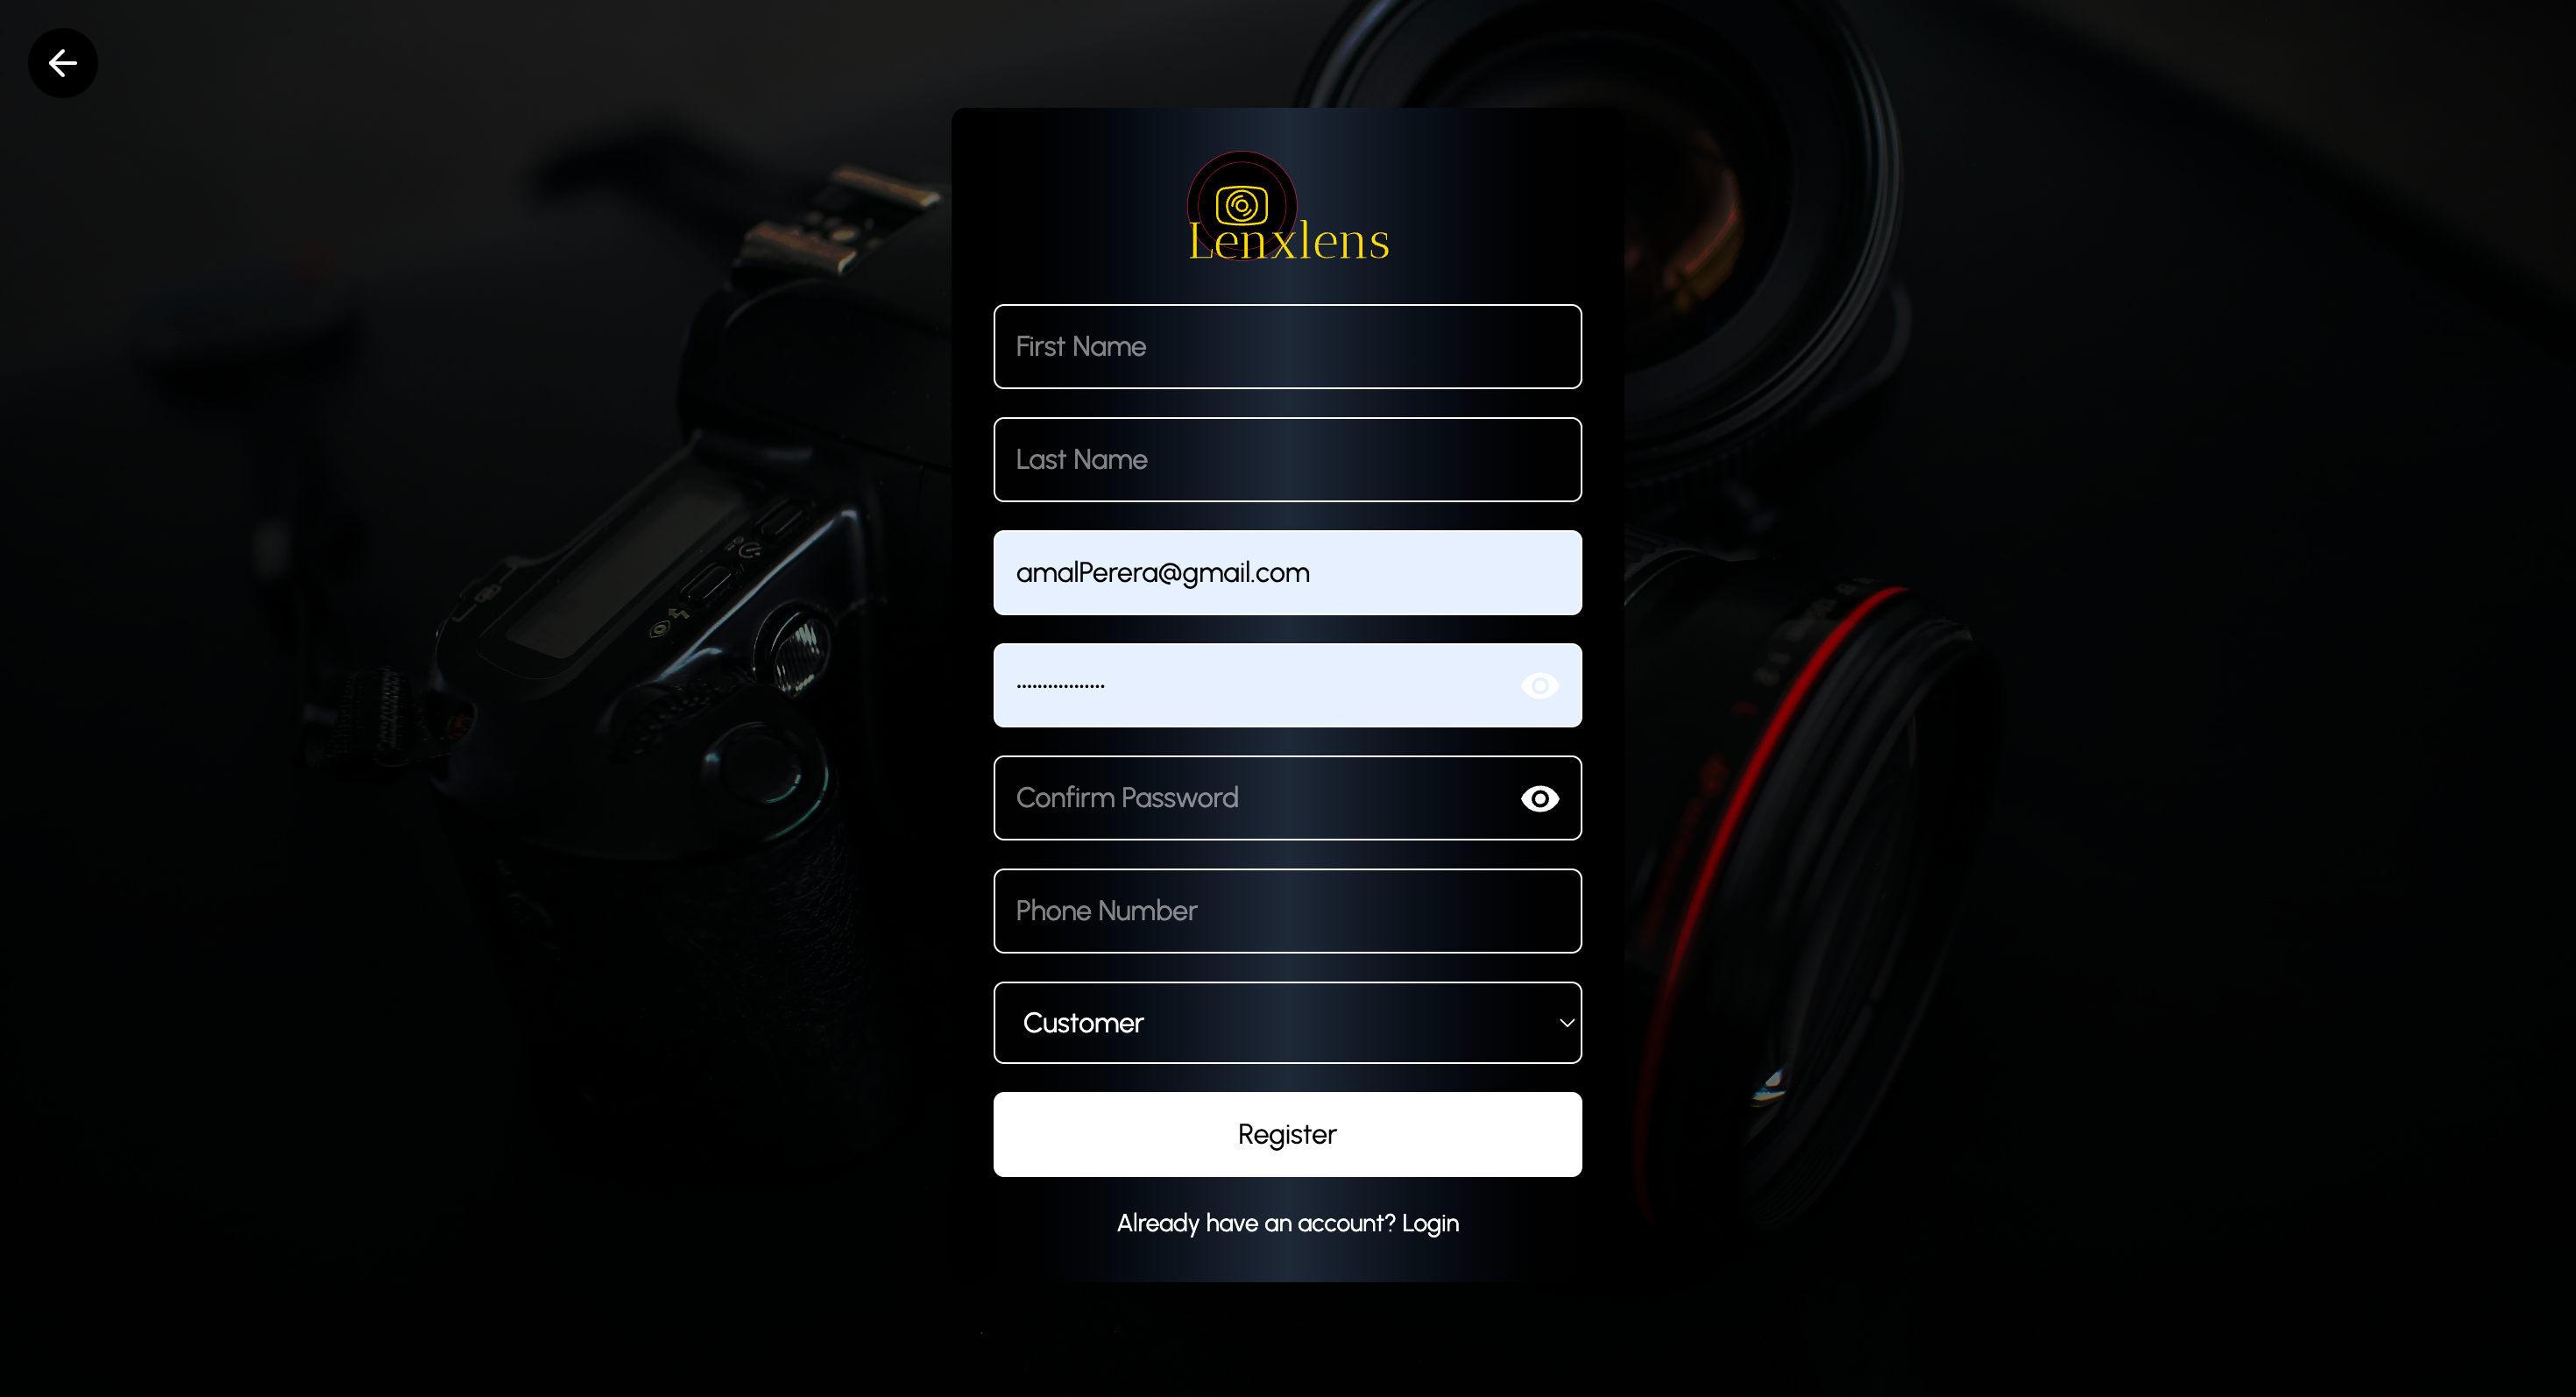 Lenxlens
First Name
Last Name
amalPerera@gmail.com
•••••••••••••••••
Confirm Password
Phone Number
Customer
Register
Already have an account? Login